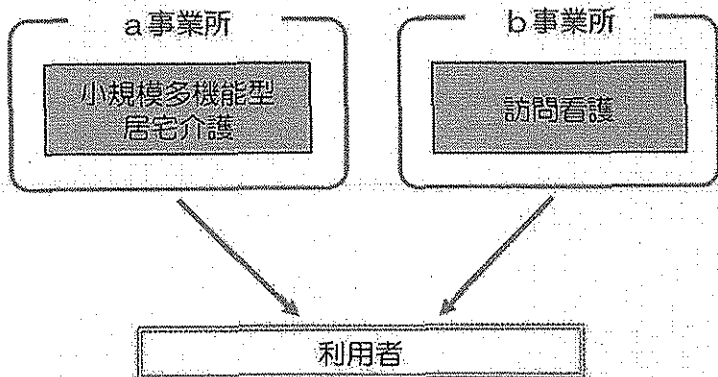 a事業所
小規模多機能型
居宅介護
b事業所
訪問看護
利用者